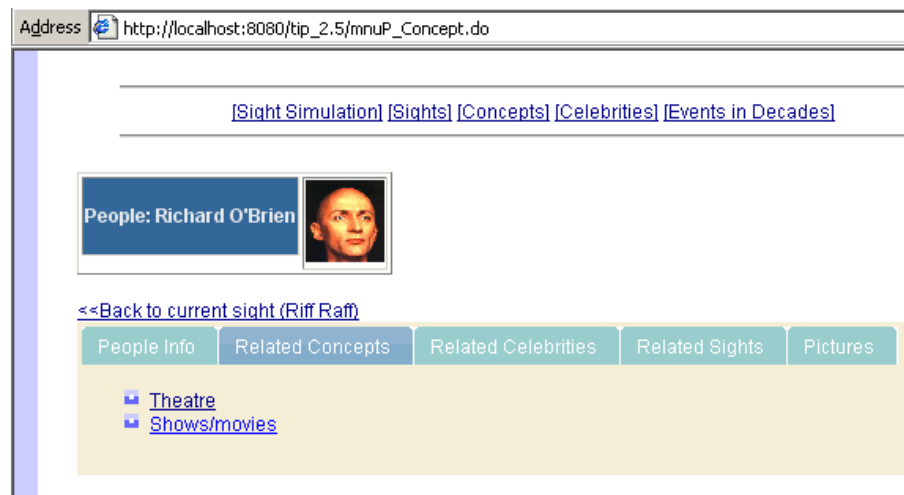 Address http://localhost:8080/tip_2.5/mnuP_Concept.do
[Sight Simulation] [Sights] [Concepts] [Celebrities] [Events in Decades]
People: Richard O'Brien
<<Back to current sight (Riff Raff)
People Info Related Concepts Related Celebrities Related Sights Pictures
Theatre
Shows/movies